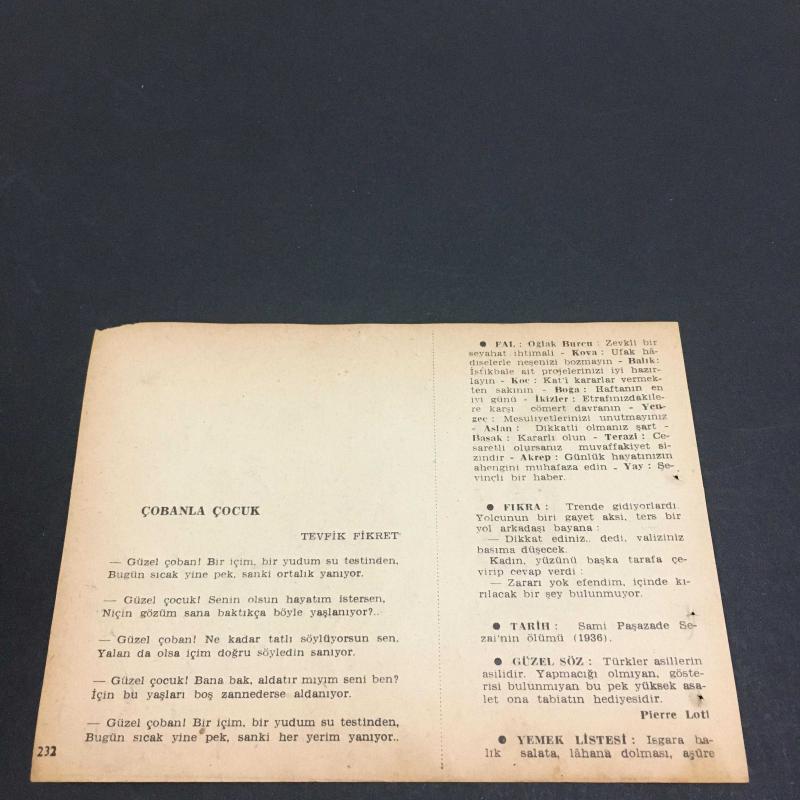 ÇOBANLA ÇOCUK
TEVFİK FİKRET
— Güzel çoban! Bir içim, bir yudum su testinden,
Bugün sıcak yine pek, sanki ortalık yanıyor.
— Güzel çocuk! Senin olsun hayatım istersen,
Niçin gözüm sana baktıkça böyle yaşlanıyor?..
— Güzel çoban! Ne kadar tatlı söylüyorsun sen,
Yalan da olsa içim doğru söyledin sanıyor.
— Güzel çocuk! Bana bak, aldatır mıyım seni ben?
İçin bu yaşları boş zannederse aldanıyor.
— Güzel çoban! Bir içim, bir yudum su testinden,
Bugün sıcak yine pek, sanki her yerim yanıyor..
232
● FAL : Oğlak Burcu : Zevkli bir
seyahat ihtimali - Kova : Ufak hâ-
diselerle neşenizi bozmayın - Balık:
İstikbale ait projelerinizi iyi hazır-
layın - Koç : Kat'i kararlar vermek-
ten sakının - Boğa : Haftanın en
iyi günü - İkizler : Etrafınızdakile-
re karşı cömert davranın - Yen-
geç : Mesuliyetlerinizi unutmayınız
- Aslan : Dikkatli olmanız şart -
Başak : Kararlı olun - Terazi : Ce-
saretli olursanız muvaffakiyet si-
zindir - Akrep : Günlük hayatınızın
ahengini muhafaza edin - Yay : Se-
vinçli bir haber.
● FIKRA : Trende gidiyorlardı.
Yolcunun biri gayet aksi, ters bir
yol arkadaşı bayana :
— Dikkat ediniz.. dedi, valiziniz
basıma düşecek.
Kadın, yüzünü başka tarafa çe-
virip cevap verdi :
— Zararı yok efendim, içinde kı-
rılacak bir şey bulunmuyor.
● TARİH : Sami Paşazade Se-
zai'nin ölümü (1936).
● GÜZEL SÖZ : Türkler asillerin
asilidir. Yapmacığı olmıyan, göste-
risi bulunmıyan bu pek yüksek asa-
let ona tabiatın hediyesidir.
Pierre Loti
● YEMEK LİSTESİ : Isgara ba-
lık salata, lâhana dolması, aşüre